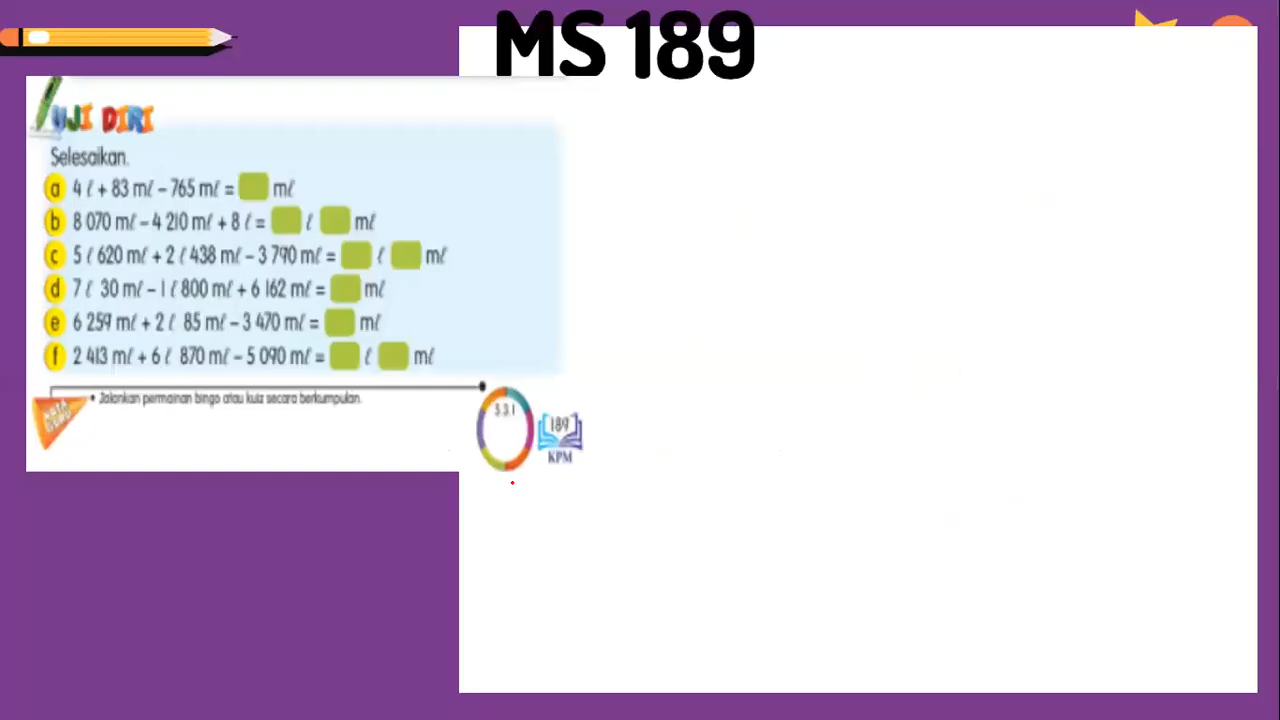 MS 189
UJI DIRI
Selesaikan.
a 4 ℓ + 83 mℓ – 765 mℓ = mℓ
b 8 070 mℓ – 4 210 mℓ + 8 ℓ = ℓ mℓ
c 5 ℓ 620 mℓ + 2 ℓ 438 mℓ – 3 790 mℓ = ℓ mℓ
d 7 ℓ 30 mℓ – 1 ℓ 800 mℓ + 6 162 mℓ = mℓ
e 6 259 mℓ + 2 ℓ 85 mℓ – 3 470 mℓ = mℓ
f 2 413 mℓ + 6 ℓ 870 mℓ – 5 090 mℓ = ℓ mℓ
• Jalankan permainan bingo atau kuiz secara berkumpulan.
189
KPM